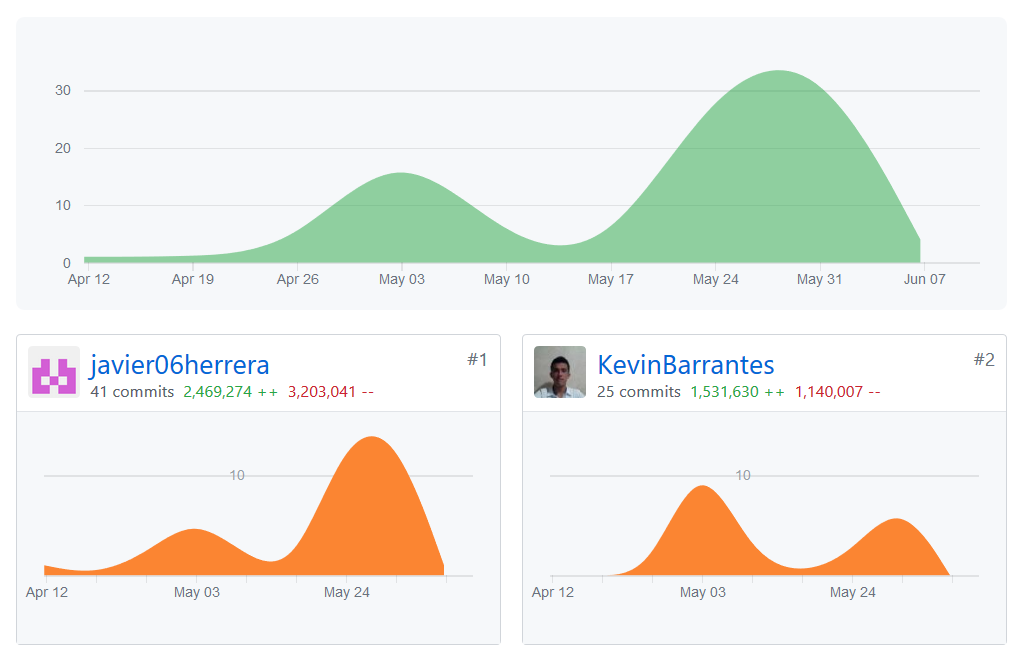 30
20
10
0
Apr 12 Apr 19 Apr 26 May 03 May 10 May 17 May 24 May 31 Jun 07
javier06herrera #1
41 commits 2,469,274 ++ 3,203,041 --
10
Apr 12 May 03 May 24
KevinBarrantes #2
25 commits 1,531,630 ++ 1,140,007 --
10
Apr 12 May 03 May 24